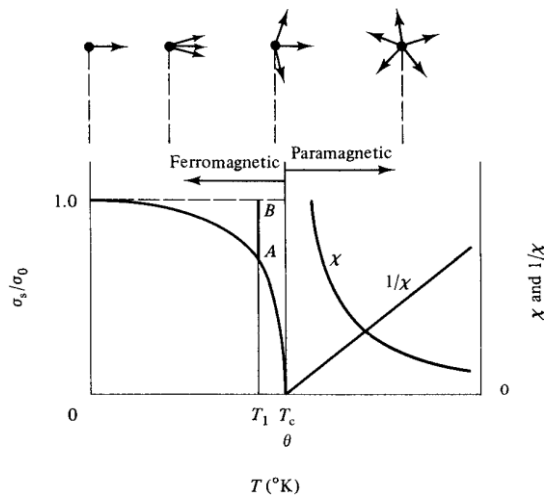 Ferromagnetic
Paramagnetic
1.0
B
A
χ
1/χ
σs/σ0
χ and 1/χ
0
0
T1
Tc
θ
T (°K)